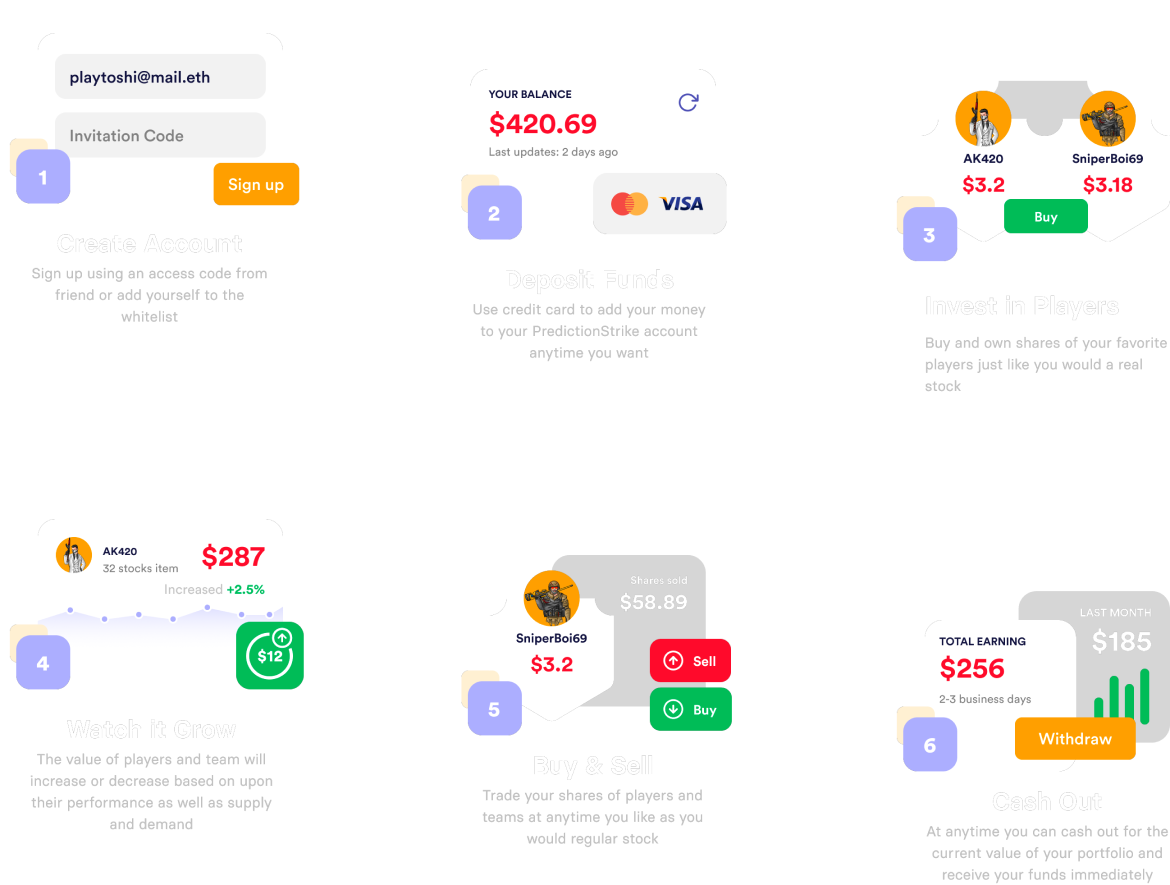 playtoshi@mail.eth
Invitation Code
1
Sign up
Create Account
Sign up using an access code from
friend or add yourself to the
whitelist
YOUR BALANCE
$420.69
Last updates: 2 days ago
VISA
2
Deposit Funds
Use credit card to add your money
to your PredictionStrike account
anytime you want
AK420
SniperBoi69
$3.2
$3.18
Buy
3
Invest in Players
Buy and own shares of your favorite
players just like you would a real
stock
AK420
32 stocks item
$287
Increased +2.5%
$12
4
Watch it Grow
The value of players and team will
increase or decrease based on upon
their performance as well as supply
and demand
Shares sold
$58.89
SniperBoi69
$3.2
Sell
Buy
5
Buy & Sell
Trade your shares of players and
teams at anytime you like as you
would regular stock
LAST MONTH
$185
TOTAL EARNING
$256
2-3 business days
Withdraw
6
Cash Out
At anytime you can cash out for the
current value of your portfolio and
receive your funds immediately